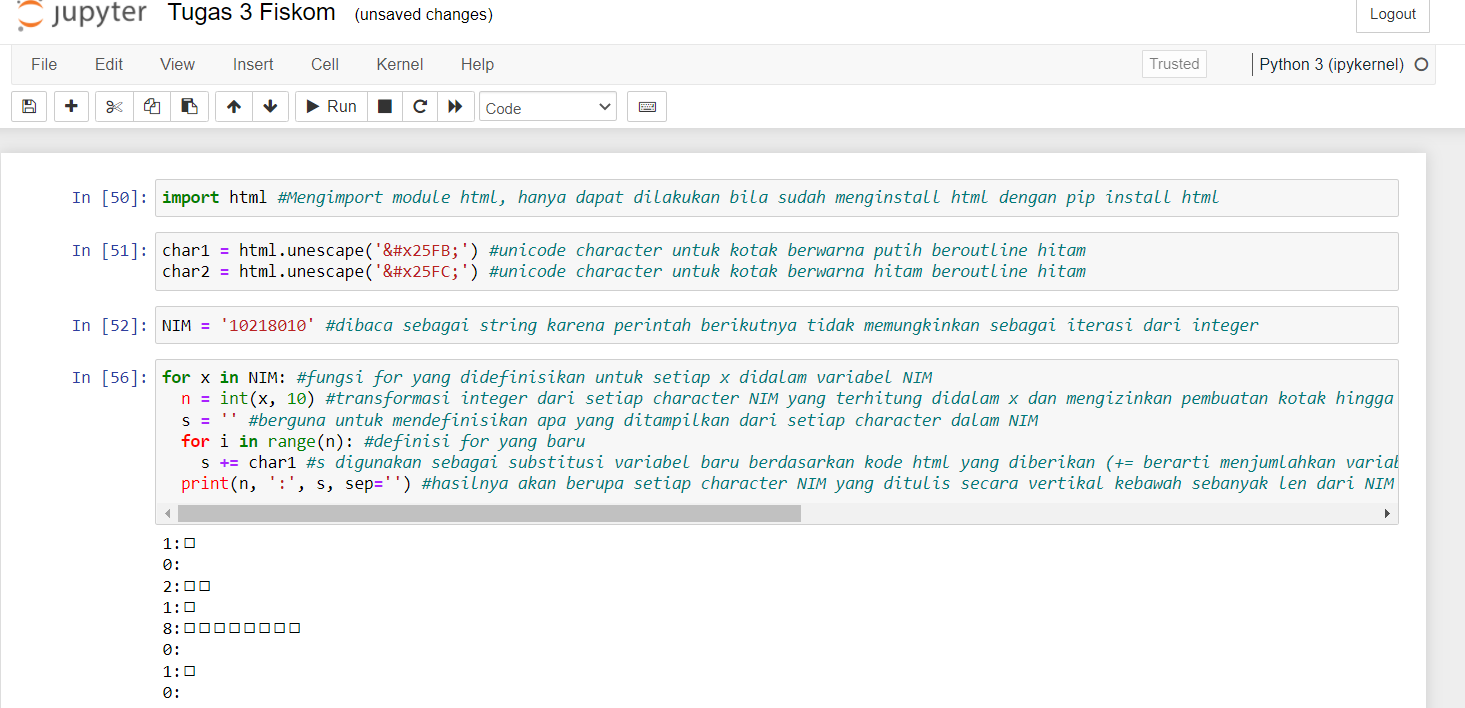 jupyter Tugas 3 Fiskom (unsaved changes) Logout
File Edit View Insert Cell Kernel Help Trusted Python 3 (ipykernel)
Run Code
In [50]: import html #Mengimport module html, hanya dapat dilakukan bila sudah menginstall html dengan pip install html
In [51]: char1 = html.unescape('&#x25FB;') #unicode character untuk kotak berwarna putih beroutline hitam
char2 = html.unescape('&#x25FC;') #unicode character untuk kotak berwarna hitam beroutline hitam
In [52]: NIM = '10218010' #dibaca sebagai string karena perintah berikutnya tidak memungkinkan sebagai iterasi dari integer
In [56]: for x in NIM: #fungsi for yang didefinisikan untuk setiap x didalam variabel NIM
n = int(x, 10) #transformasi integer dari setiap character NIM yang terhitung didalam x dan mengizinkan pembuatan kotak hingga
s = '' #berguna untuk mendefinisikan apa yang ditampilkan dari setiap character dalam NIM
for i in range(n): #definisi for yang baru
s += char1 #s digunakan sebagai substitusi variabel baru berdasarkan kode html yang diberikan (+= berarti menjumlahkan variab
print(n, ':', s, sep='') #hasilnya akan berupa setiap character NIM yang ditulis secara vertikal kebawah sebanyak len dari NIM
1:◻
0:
2:◻◻
1:◻
8:◻◻◻◻◻◻◻◻
0:
1:◻
0: